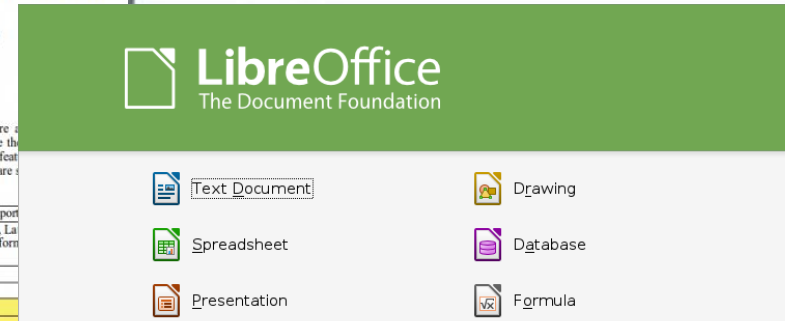 LibreOffice
The Document Foundation
Text Document
Drawing
Spreadsheet
Database
Presentation
Formula